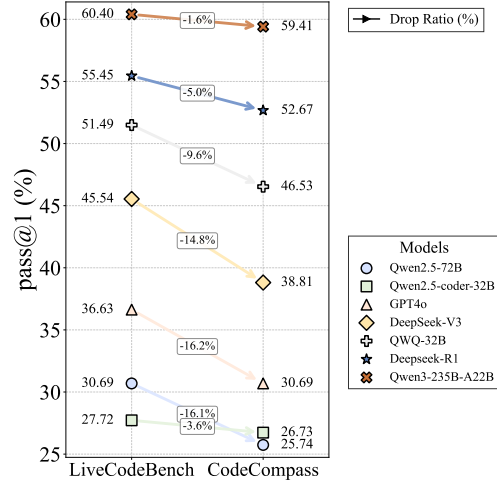 Drop Ratio (%)
pass@1 (%)
60
55
50
45
40
35
30
25
60.40
-1.6%
59.41
55.45
-5.0%
52.67
51.49
-9.6%
46.53
45.54
-14.8%
38.81
36.63
-16.2%
30.69
30.69
-16.1%
25.74
27.72
-3.6%
26.73
LiveCodeBench
CodeCompass
Models
Qwen2.5-72B
Qwen2.5-coder-32B
GPT4o
DeepSeek-V3
QWQ-32B
Deepseek-R1
Qwen3-235B-A22B